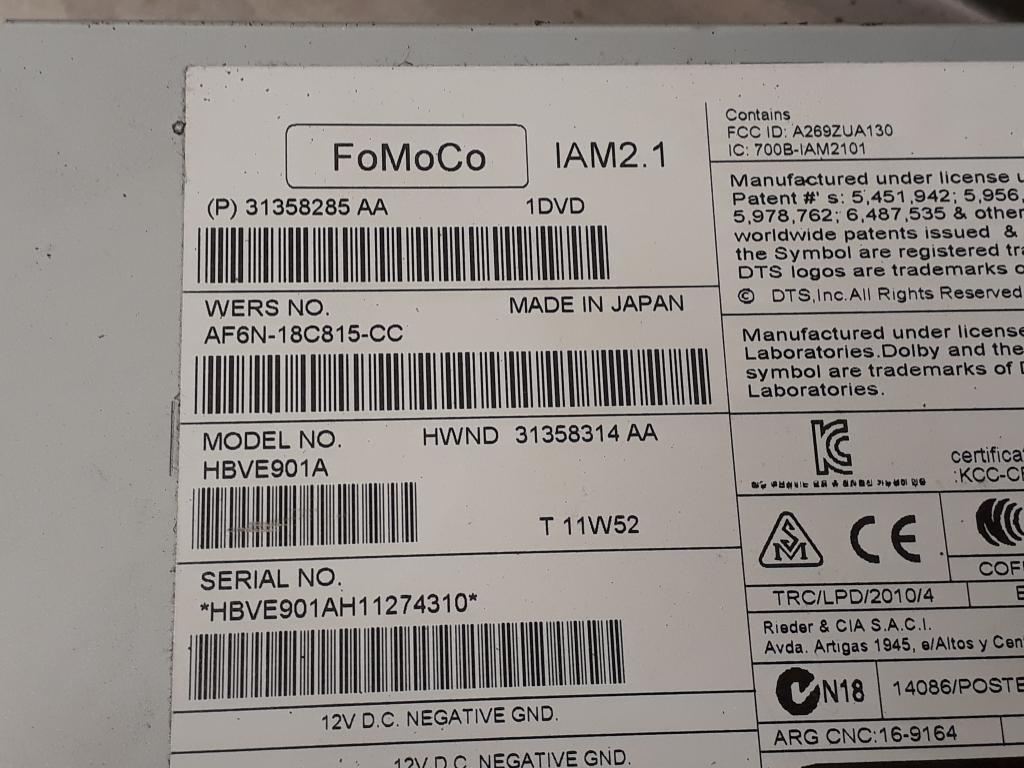 FoMoCo IAM2.1
(P) 31358285 AA 1DVD
WERS NO. MADE IN JAPAN
AF6N-18C815-CC
MODEL NO. HWND 31358314 AA
HBVE901A
T 11W52
SERIAL NO.
*HBVE901AH11274310*
12V D.C. NEGATIVE GND.
12V D.C. NEGATIVE GND.
Contains
FCC ID: A269ZUA130
IC: 700B-IAM2101
Manufactured under license
Patent #' s: 5,451,942; 5,956,
5,978,762; 6,487,535 & other
worldwide patents issued &
the Symbol are registered
DTS logos are trademarks
© DTS,Inc.All Rights Reserved
Manufactured under license
Laboratories.Dolby and the
symbol are trademarks of
Laboratories.
KC
:KCC-
CE
TRC/LPD/2010/4
Rieder & CIA S.A.C.I.
Avda. Artigas 1945, e/Altos y
N18 14086/POSTE
ARG CNC:16-9164